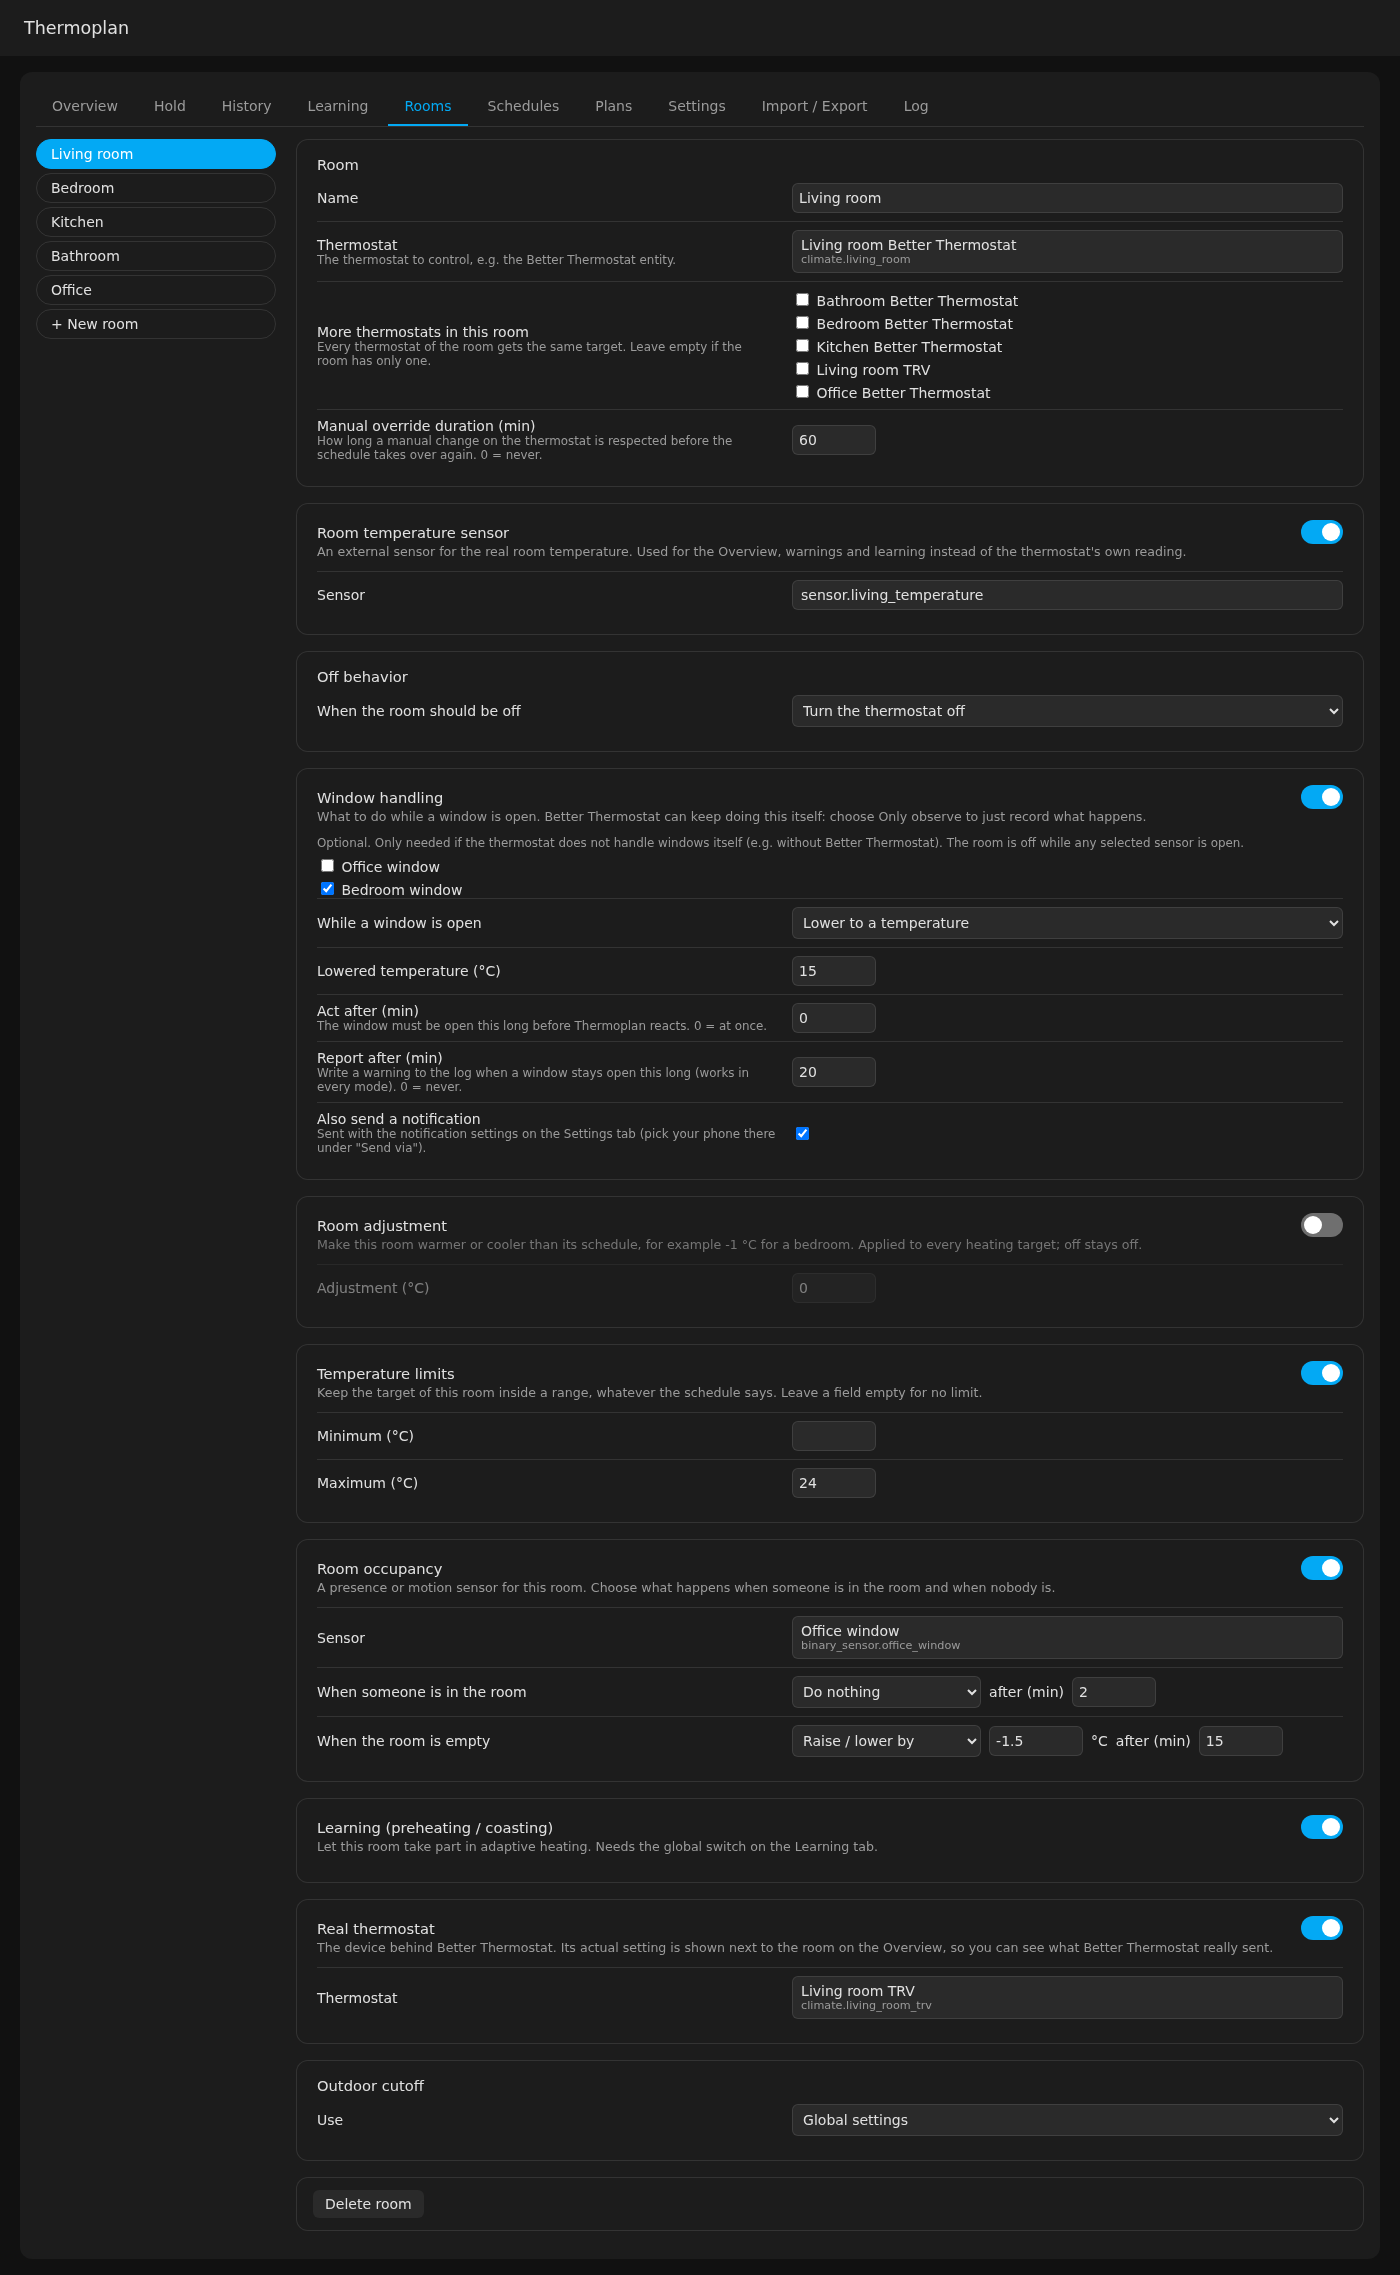 Thermoplan
Overview Hold History Learning Rooms Schedules Plans Settings Import / Export Log
Living room
Bedroom
Kitchen
Bathroom
Office
+ New room
Room
Name Living room
Thermostat
The thermostat to control, e.g. the Better Thermostat entity.
Living room Better Thermostat
climate.living_room
More thermostats in this room
Every thermostat of the room gets the same target. Leave empty if the
room has only one.
Bathroom Better Thermostat
Bedroom Better Thermostat
Kitchen Better Thermostat
Living room TRV
Office Better Thermostat
Manual override duration (min)
How long a manual change on the thermostat is respected before the
schedule takes over again. 0 = never.
60
Room temperature sensor
An external sensor for the real room temperature. Used for the Overview, warnings and learning instead of the thermostat's own reading.
Sensor sensor.living_temperature
Off behavior
When the room should be off Turn the thermostat off
Window handling
What to do while a window is open. Better Thermostat can keep doing this itself: choose Only observe to just record what happens.
Optional. Only needed if the thermostat does not handle windows itself (e.g. without Better Thermostat). The room is off while any selected sensor is open.
Office window
Bedroom window
While a window is open Lower to a temperature
Lowered temperature (°C) 15
Act after (min)
The window must be open this long before Thermoplan reacts. 0 = at once.
0
Report after (min)
Write a warning to the log when a window stays open this long (works in
every mode). 0 = never.
20
Also send a notification
Sent with the notification settings on the Settings tab (pick your phone there
under "Send via").
Room adjustment
Make this room warmer or cooler than its schedule, for example -1 °C for a bedroom. Applied to every heating target; off stays off.
Adjustment (°C) 0
Temperature limits
Keep the target of this room inside a range, whatever the schedule says. Leave a field empty for no limit.
Minimum (°C)
Maximum (°C) 24
Room occupancy
A presence or motion sensor for this room. Choose what happens when someone is in the room and when nobody is.
Sensor
Office window
binary_sensor.office_window
When someone is in the room Do nothing after (min) 2
When the room is empty Raise / lower by -1.5 °C after (min) 15
Learning (preheating / coasting)
Let this room take part in adaptive heating. Needs the global switch on the Learning tab.
Real thermostat
The device behind Better Thermostat. Its actual setting is shown next to the room on the Overview, so you can see what Better Thermostat really sent.
Thermostat
Living room TRV
climate.living_room_trv
Outdoor cutoff
Use Global settings
Delete room